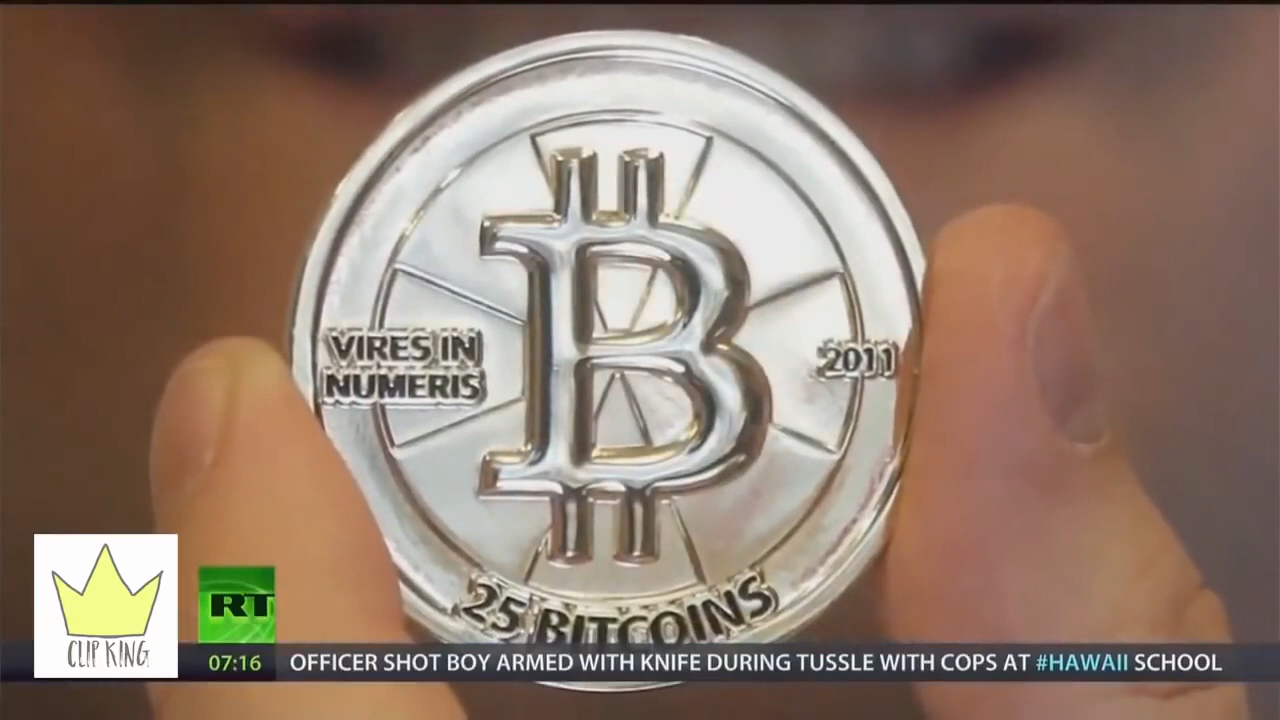 VIRES IN
NUMERIS
2011
25 BITCOINS
CLIP KING
RT
07:16
OFFICER SHOT BOY ARMED WITH KNIFE DURING TUSSLE WITH COPS AT #HAWAII SCHOOL